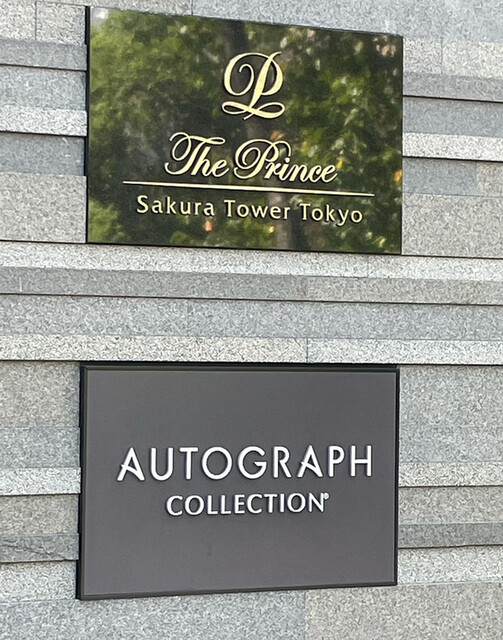 P
The Prince
Sakura Tower Tokyo
AUTOGRAPH
COLLECTION®